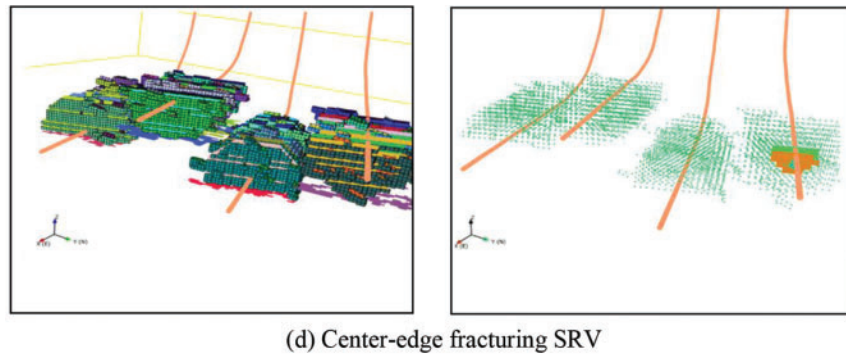 Z
X (E)
Y (N)
Z
X (E)
Y (N)
(d) Center-edge fracturing SRV